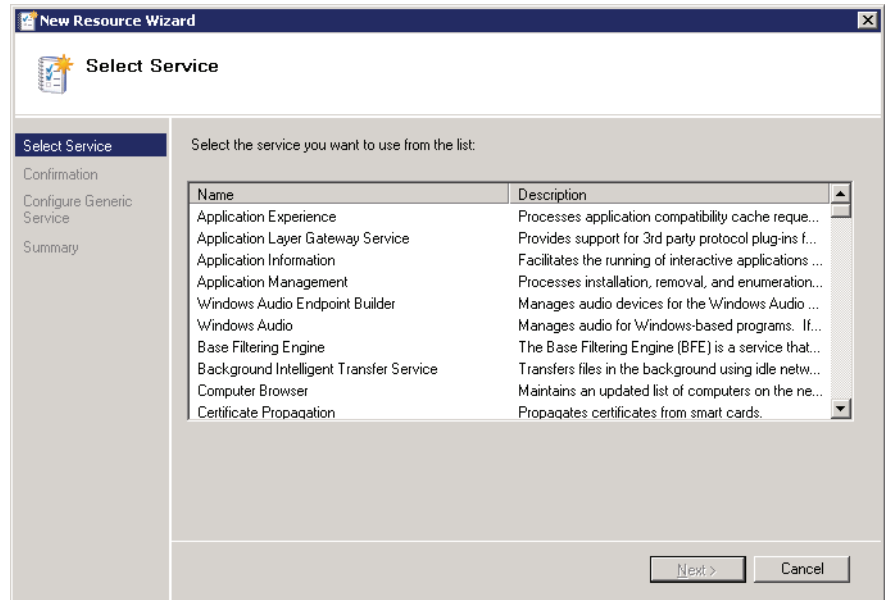 New Resource Wizard
Select Service
Select Service
Confirmation
Configure Generic
Service
Summary
Select the service you want to use from the list:
Name Description
Application Experience Processes application compatibility cache reque...
Application Layer Gateway Service Provides support for 3rd party protocol plug-ins f...
Application Information Facilitates the running of interactive applications ...
Application Management Processes installation, removal, and enumeration...
Windows Audio Endpoint Builder Manages audio devices for the Windows Audio ...
Windows Audio Manages audio for Windows-based programs. If...
Base Filtering Engine The Base Filtering Engine (BFE) is a service that...
Background Intelligent Transfer Service Transfers files in the background using idle netw...
Computer Browser Maintains an updated list of computers on the ne...
Certificate Propagation Propagates certificates from smart cards.
Next > Cancel